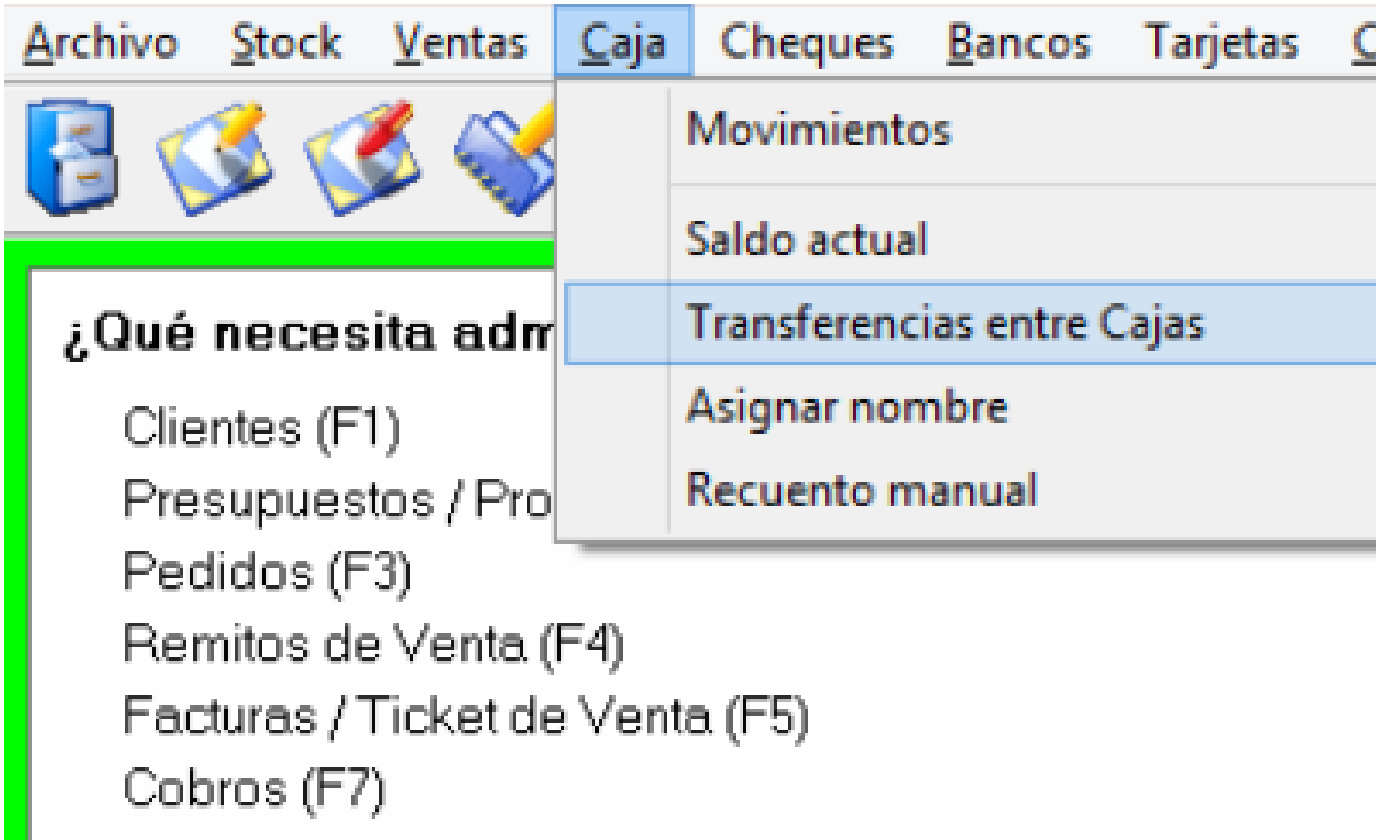 Archivo Stock Ventas Caja Cheques Bancos Tarjetas
Movimientos
Saldo actual
Transferencias entre Cajas
Asignar nombre
Recuento manual
¿Qué necesita adm
Clientes (F1)
Presupuestos / Pro
Pedidos (F3)
Remitos de Venta (F4)
Facturas / Ticket de Venta (F5)
Cobros (F7)